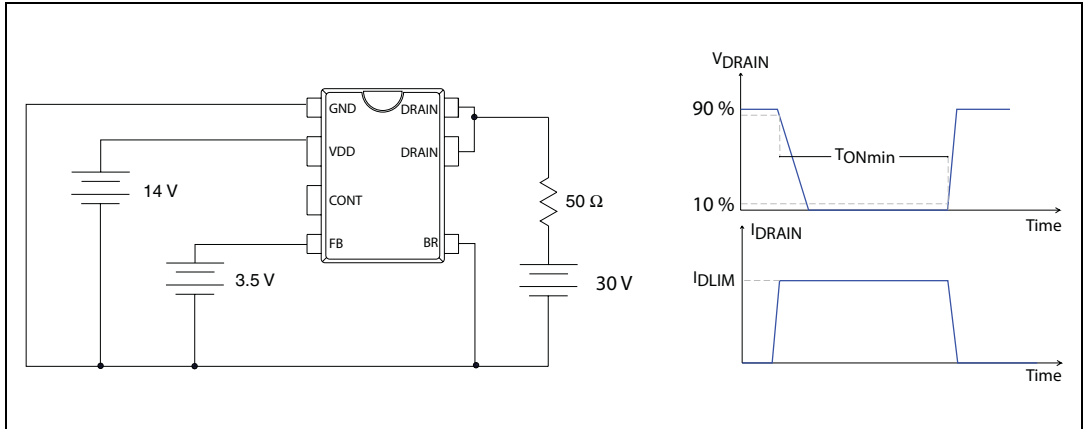 GND
DRAIN
VDD
DRAIN
CONT
FB
BR
14 V
3.5 V
50 Ω
30 V
VDRAIN
90 %
TONmin
10 %
Time
IDRAIN
IDLIM
Time